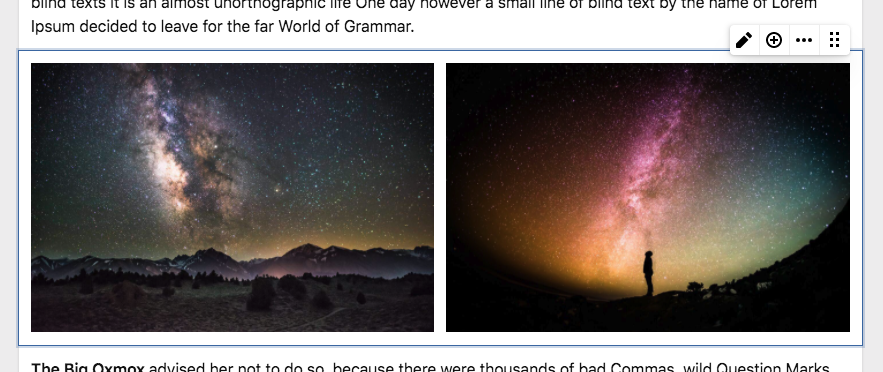 blind texts it is an almost unorthographic life One day however a small line of blind text by the name of Lorem
Ipsum decided to leave for the far World of Grammar.
The Big Oxmox advised her not to do so, because there were thousands of bad Commas, wild Question Marks